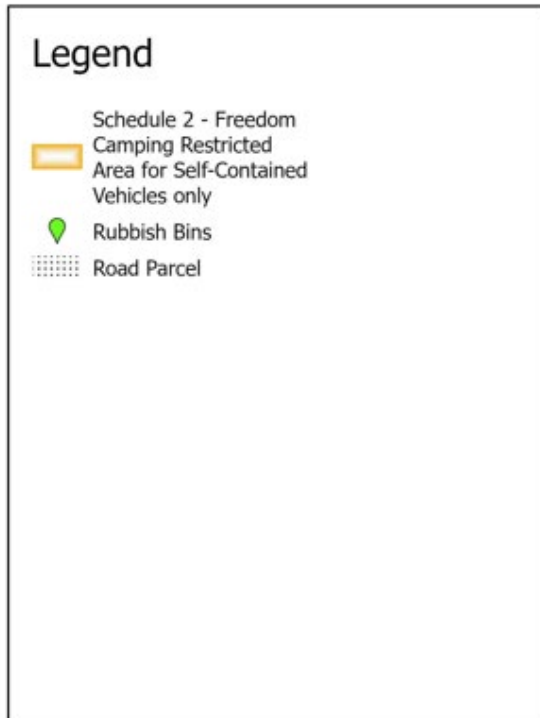 Legend
Schedule 2 - Freedom
Camping Restricted
Area for Self-Contained
Vehicles only
Rubbish Bins
Road Parcel